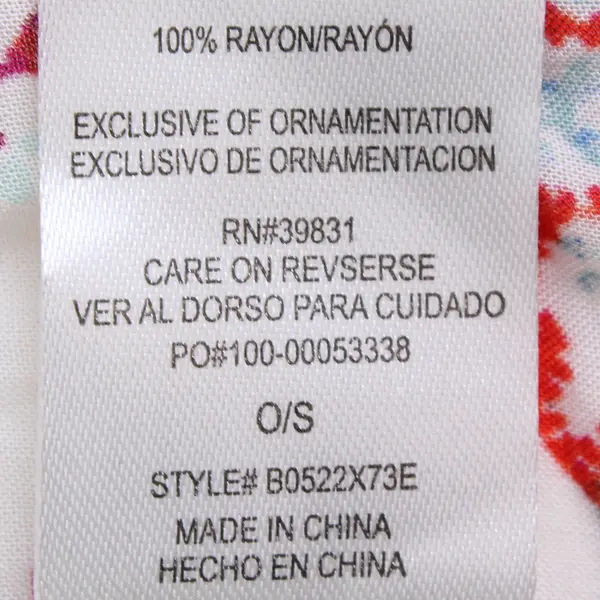 100% RAYON/RAYÓN
EXCLUSIVE OF ORNAMENTATION
EXCLUSIVO DE ORNAMENTACION
RN#39831
CARE ON REVSERSE
VER AL DORSO PARA CUIDADO
PO#100-00053338
O/S
STYLE# B0522X73E
MADE IN CHINA
HECHO EN CHINA